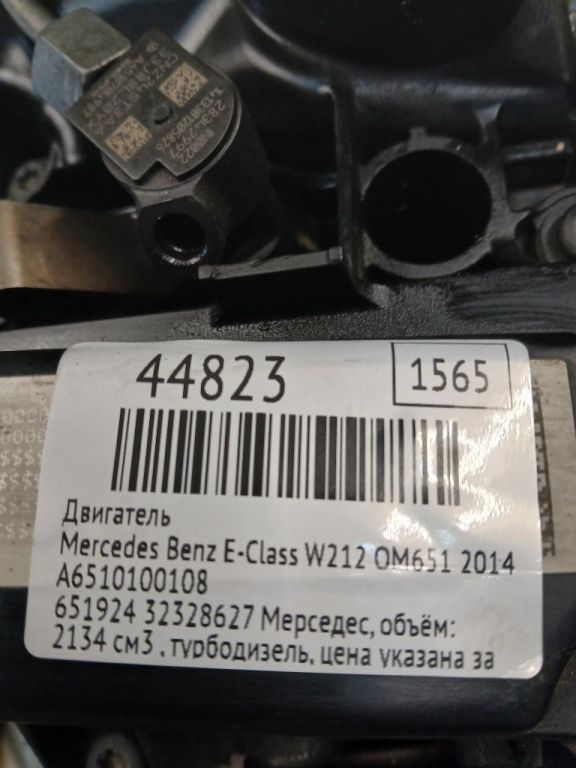 44823
1565
Двигатель
Mercedes Benz E-Class W212 OM651 2014
A6510100108
651924 32328627 Мерседес, объём:
2134 см3 , турбодизель, цена указана за